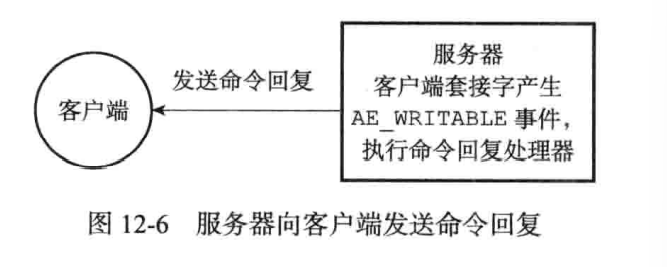 服务器
客户端套接字产生
AE_WRITABLE 事件，
执行命令回复处理器
发送命令回复
客户端
图 12-6 服务器向客户端发送命令回复